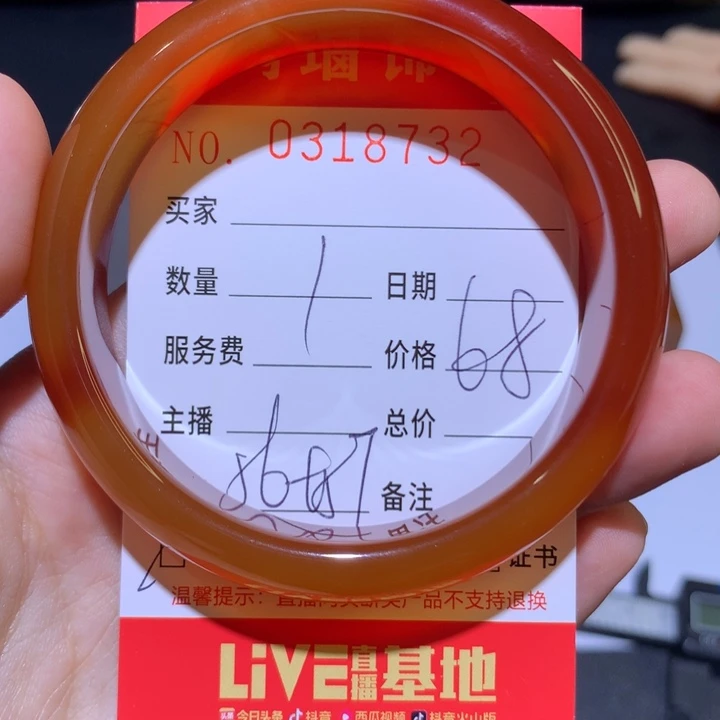 NO. 0318732
买家
数量 1 日期
服务费 价格 68
主播 总价
8687 备注
证书
温馨提示：直播间买断类产品不支持退换
LiVE直播基地
今日头条 抖音 西瓜视频 抖音火山版